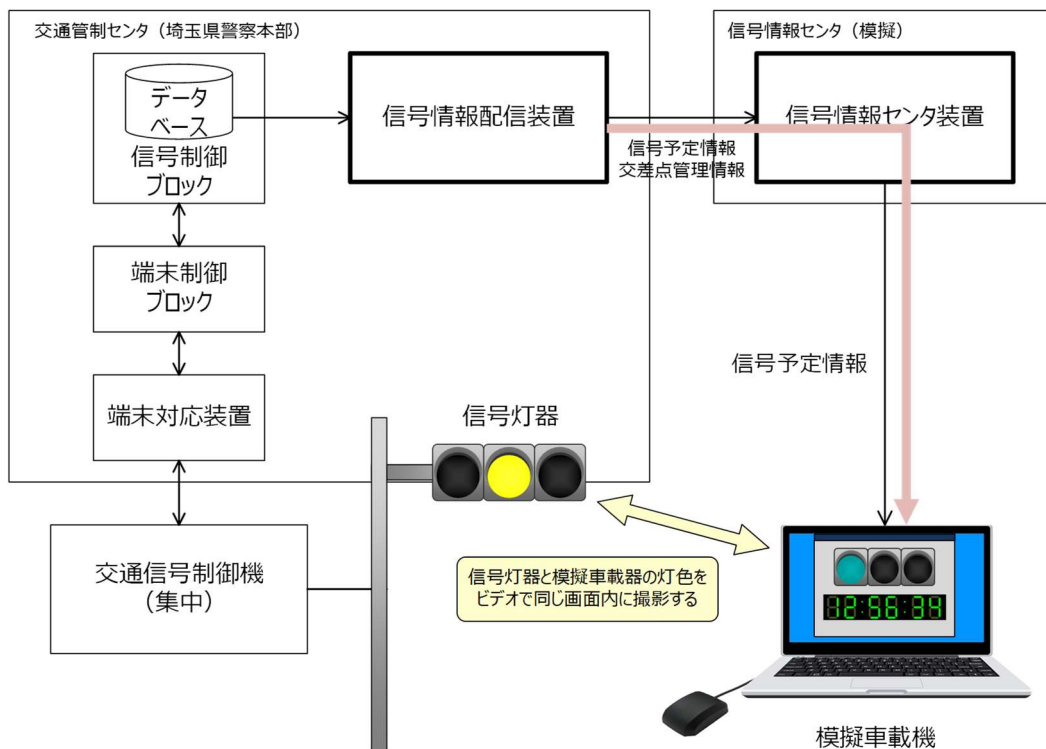 交通管制センタ（埼玉県警察本部）
データ
ベース
信号制御
ブロック
信号情報配信装置
信号予定情報
交差点管理情報
信号情報センタ（模擬）
信号情報センタ装置
端末制御
ブロック
信号予定情報
端末対応装置
信号灯器
交通信号制御機
（集中）
信号灯器と模擬車載器の灯色を
ビデオで同じ画面内に撮影する
12:56:34
模擬車載機